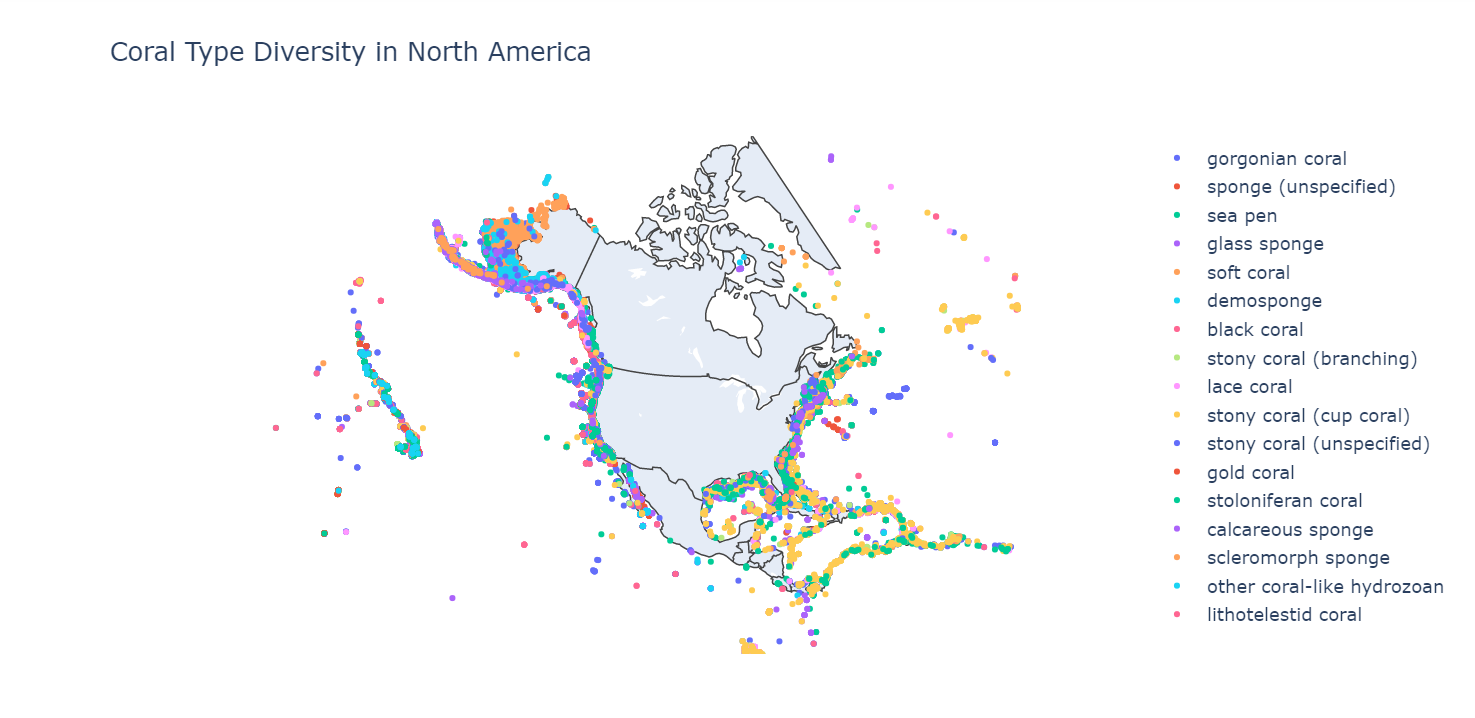 Coral Type Diversity in North America
gorgonian coral
sponge (unspecified)
sea pen
glass sponge
soft coral
demosponge
black coral
stony coral (branching)
lace coral
stony coral (cup coral)
stony coral (unspecified)
gold coral
stoloniferan coral
calcareous sponge
scleromorph sponge
other coral-like hydrozoan
lithotelestid coral